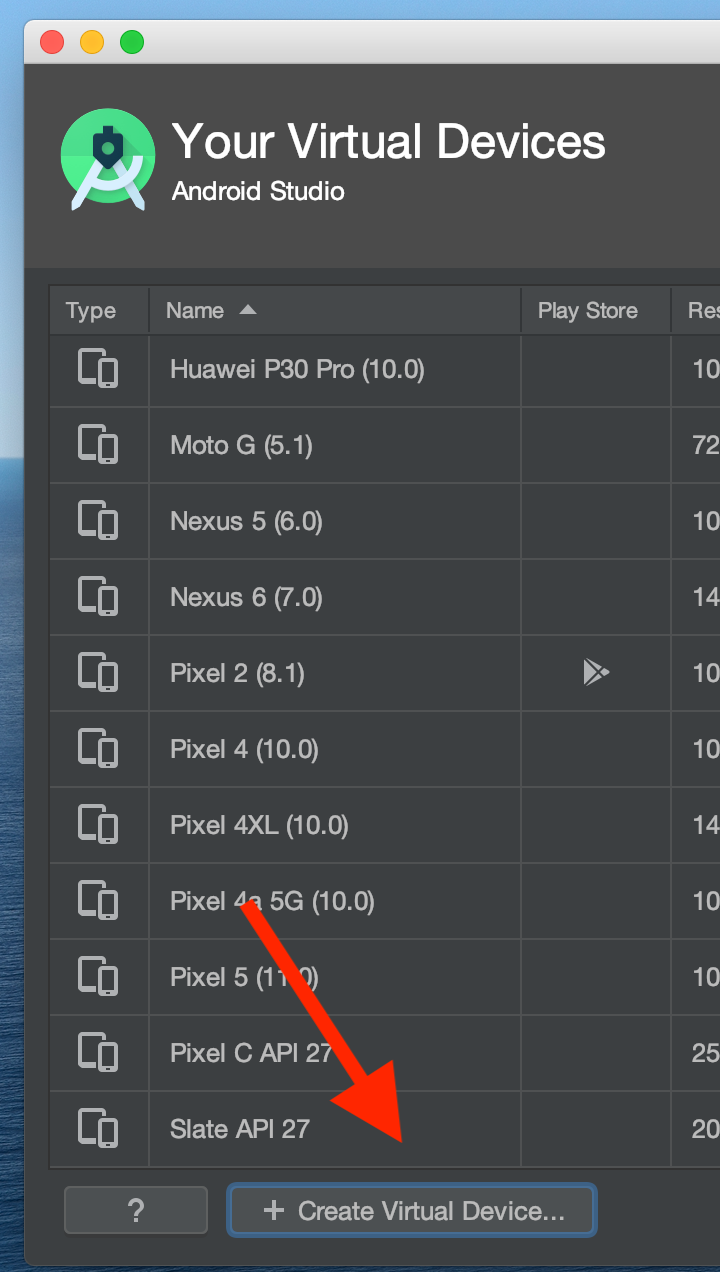 Your Virtual Devices
Android Studio
Type Name Play Store Res
Huawei P30 Pro (10.0) 10
Moto G (5.1) 72
Nexus 5 (6.0) 10
Nexus 6 (7.0) 14
Pixel 2 (8.1) 10
Pixel 4 (10.0) 10
Pixel 4XL (10.0) 14
Pixel 4a 5G (10.0) 10
Pixel 5 (11.0) 10
Pixel C API 27 25
Slate API 27 20
? + Create Virtual Device...